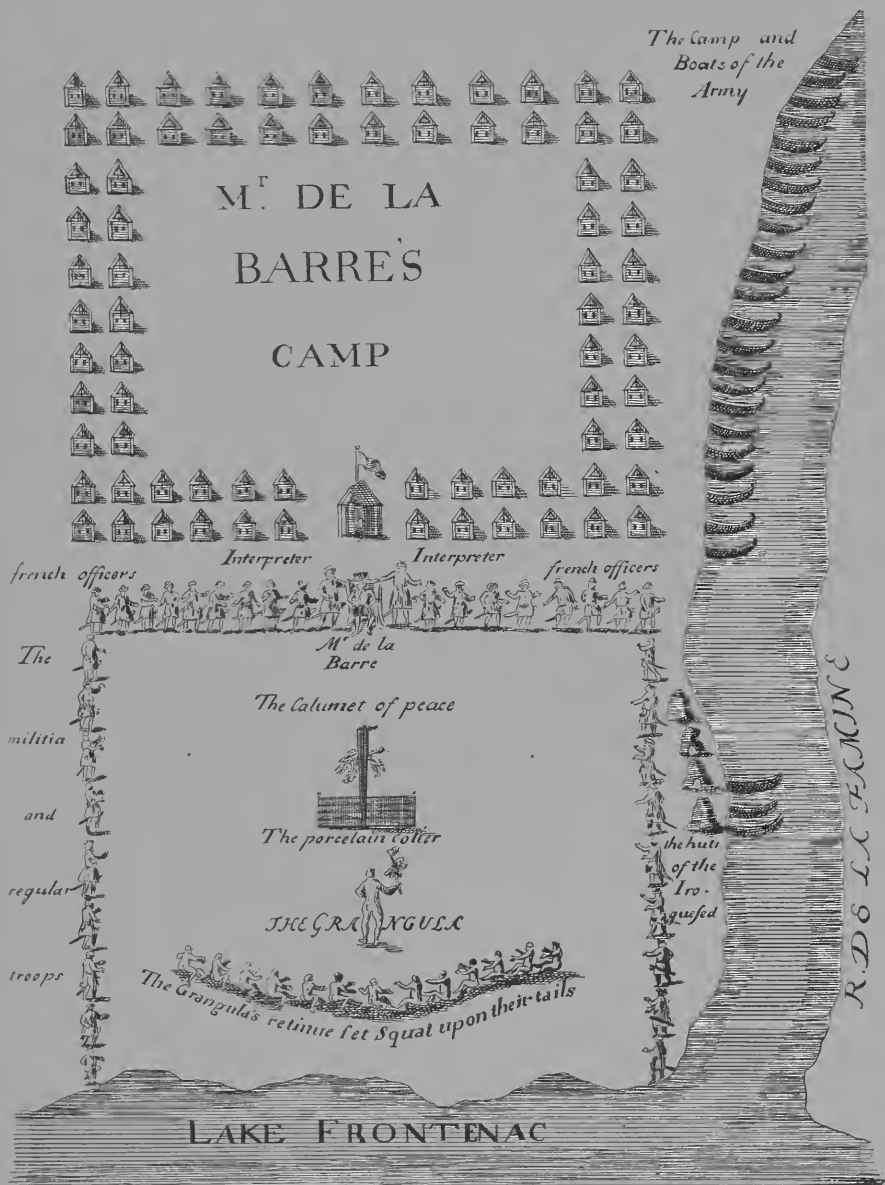 The Camp and
Boats of the
Army
Mr. DE LA
BARRE'S
CAMP
french officers
Interpreter
Interpreter
french officers
Mr de la
Barre
The
militia
and
regular
troops
The Calumet of peace
The porcelain Colier
THE GRANGULA
The Grangula's retinue set Squat upon their tails
the huts
of the
Iro-
quesed
R. DE LA FAMINE
LAKE FRONTENAC